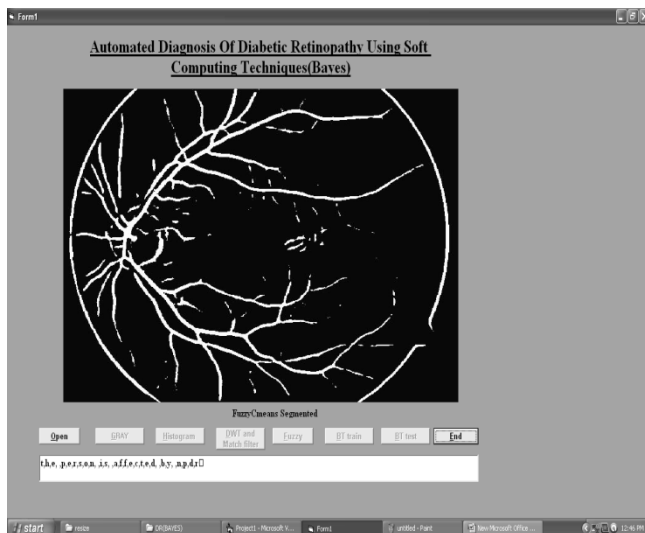 Form1
Automated Diagnosis Of Diabetic Retinopathy Using Soft
Computing Techniques(Bayes)
FuzzyCmeans Segmented
Open GRAY Histogram DWT and Match filter Fuzzy BT train BT test End
t,h,e, ,p,e,r,s,o,n, ,i,s, ,a,f,f,e,c,t,e,d, ,b,y, ,n,p,d,r
start resize DR(BAYES) Project1 - Microsoft V... Form1 untitled - Paint New Microsoft Office ... 12:46 PM